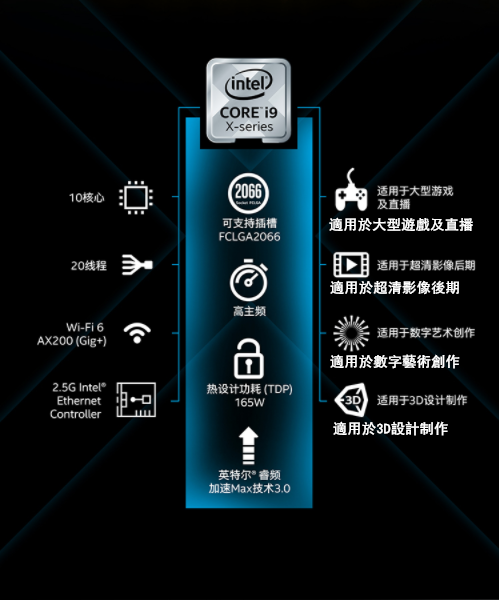 intel
CORE™ i9
X-series
10核心
20线程
Wi-Fi 6
AX200 (Gig+)
2.5G Intel®
Ethernet
Controller
2066
Socket FCLGA
可支持插槽
FCLGA2066
高主频
热设计功耗 (TDP)
165W
英特尔® 睿频
加速Max技术3.0
适用于大型游戏
及直播
適用於大型遊戲及直播
适用于超清影像后期
適用於超清影像後期
适用于数字艺术创作
適用於數字藝術創作
3D
适用于3D设计制作
適用於3D設計制作